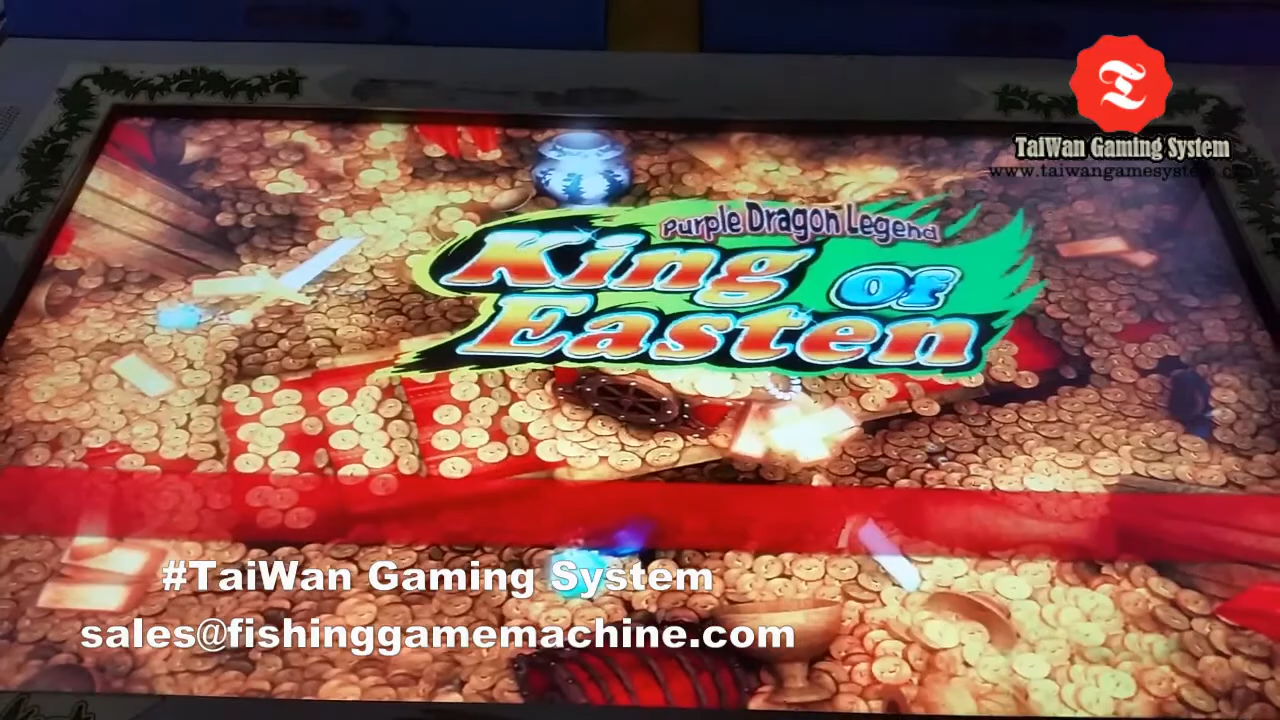 TaiWan Gaming System
Purple Dragon Legend
King of
Easten
#TaiWan Gaming System
sales@fishinggamemachine.com